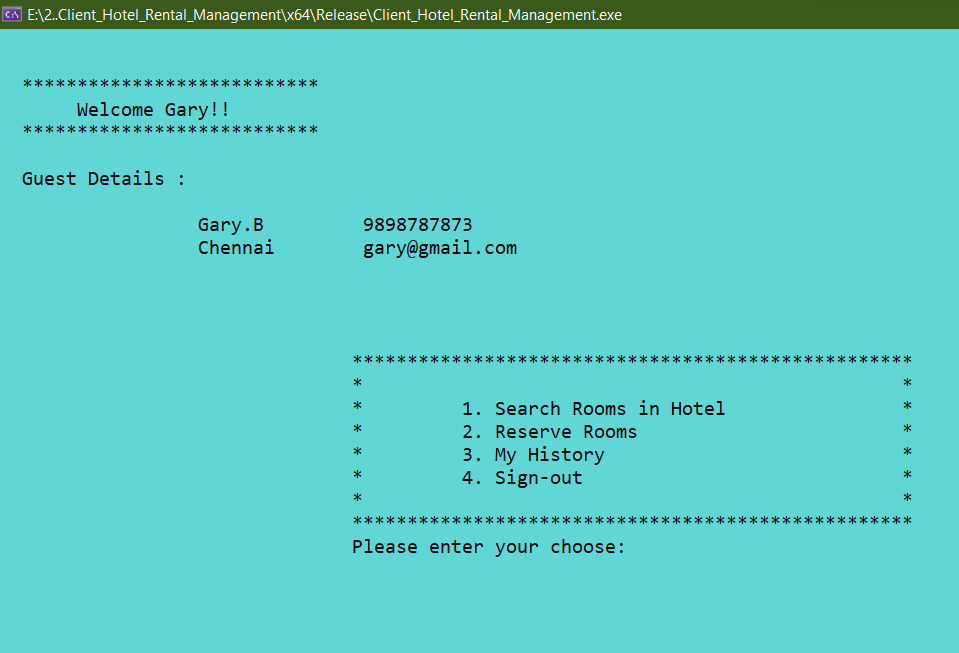 E:\2..Client_Hotel_Rental_Management\x64\Release\Client_Hotel_Rental_Management.exe
***************************
Welcome Gary!!
***************************
Guest Details :
Gary.B 9898787873
Chennai gary@gmail.com
***************************************************
* *
* 1. Search Rooms in Hotel *
* 2. Reserve Rooms *
* 3. My History *
* 4. Sign-out *
* *
***************************************************
Please enter your choose: